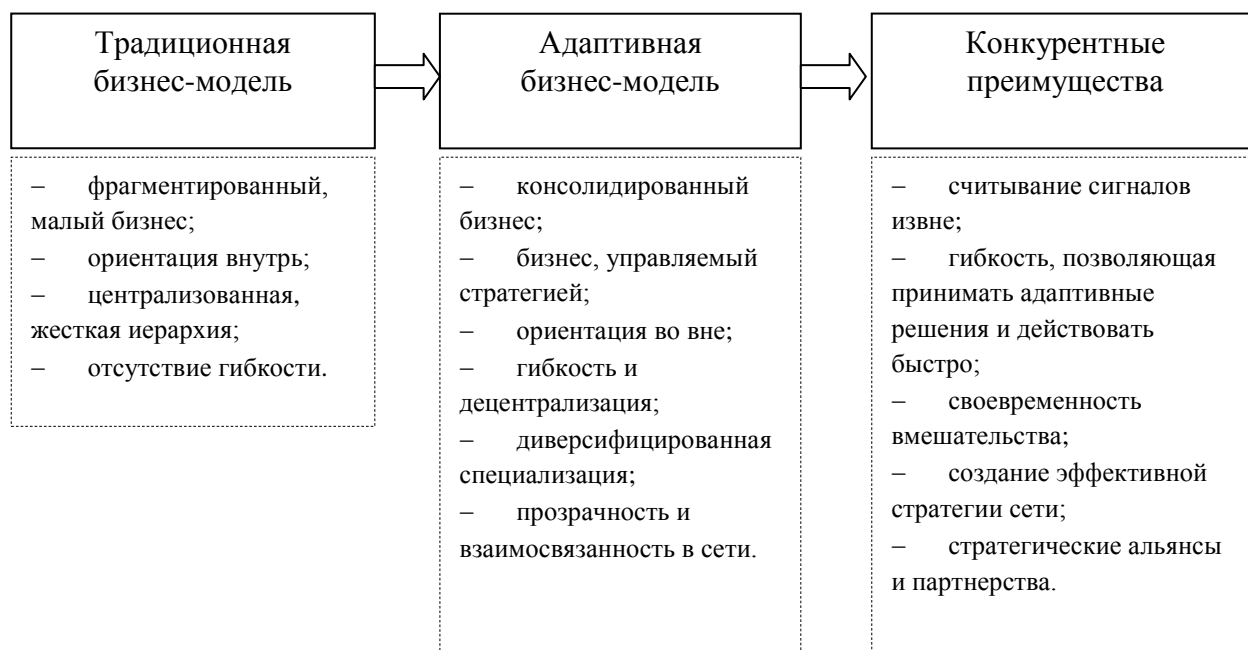 Традиционная
бизнес-модель
Адаптивная
бизнес-модель
Конкурентные
преимущества
– фрагментированный,
малый бизнес;
– ориентация внутрь;
– централизованная,
жесткая иерархия;
– отсутствие гибкости.
– консолидированный
бизнес;
– бизнес, управляемый
стратегией;
– ориентация во вне;
– гибкость и
децентрализация;
– диверсифицированная
специализация;
– прозрачность и
взаимосвязанность в сети.
– считывание сигналов
извне;
– гибкость, позволяющая
принимать адаптивные
решения и действовать
быстро;
– своевременность
вмешательства;
– создание эффективной
стратегии сети;
– стратегические альянсы
и партнерства.